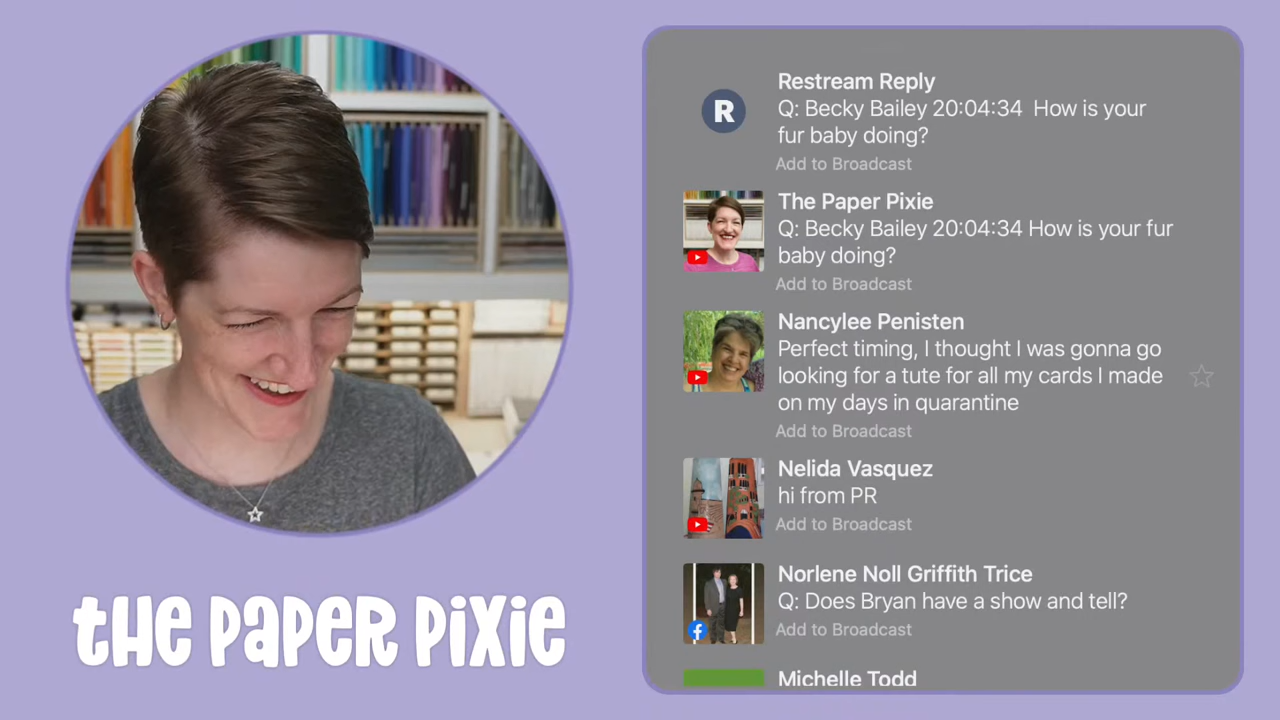 the paper pixie
R
Restream Reply
Q: Becky Bailey 20:04:34 How is your
fur baby doing?
Add to Broadcast
The Paper Pixie
Q: Becky Bailey 20:04:34 How is your fur
baby doing?
Add to Broadcast
Nancylee Penisten
Perfect timing, I thought I was gonna go
looking for a tute for all my cards I made
on my days in quarantine
Add to Broadcast
Nelida Vasquez
hi from PR
Add to Broadcast
Norlene Noll Griffith Trice
Q: Does Bryan have a show and tell?
Add to Broadcast
Michelle Todd